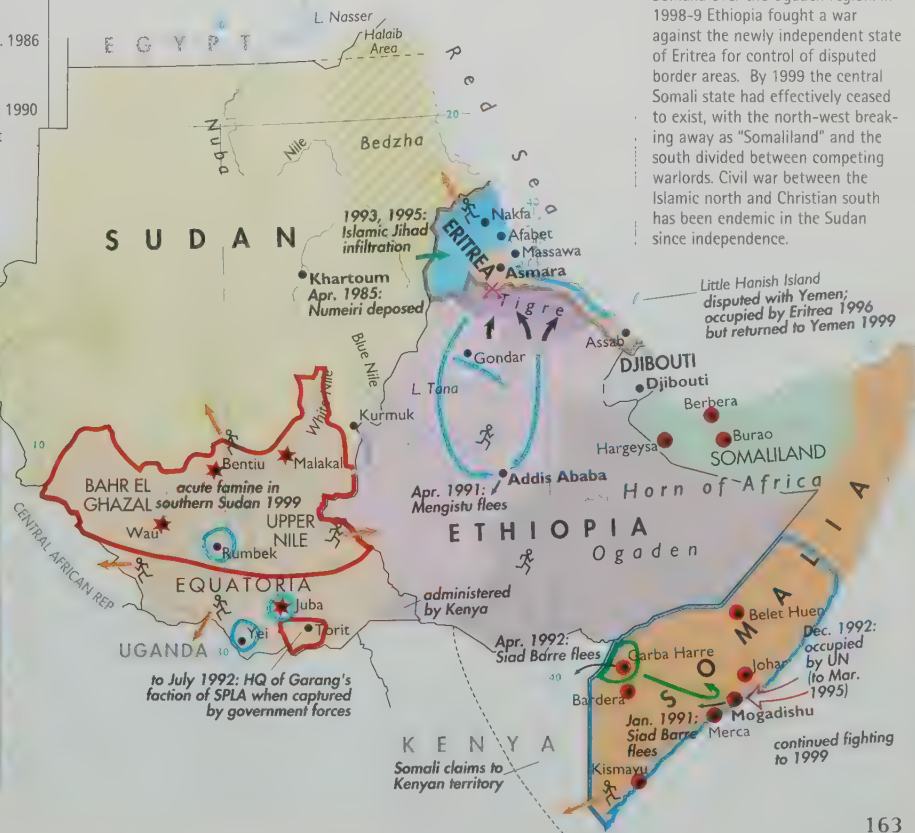 1986
1990
Somalia over the Ogaden region. In
1998-9 Ethiopia fought a war
against the newly independent state
of Eritrea for control of disputed
border areas. By 1999 the central
Somali state had effectively ceased
to exist, with the north-west break-
ing away as "Somaliland" and the
south divided between competing
warlords. Civil war between the
Islamic north and Christian south
has been endemic in the Sudan
since independence.
EGYPT
L. Nasser
Halaib
Area
Red Sea
20
Nuba
Nile
Bedzha
SUDAN
1993, 1995:
Islamic Jihad
infiltration
40
Nakfa
Afabet
Massawa
ERITREA
Asmara
Khartoum
Apr. 1985:
Numeiri deposed
Tigre
Little Hanish Island
disputed with Yemen;
occupied by Eritrea 1996
but returned to Yemen 1999
Assab
Gondar
Blue Nile
DJIBOUTI
Djibouti
L. Tana
White Nile
Kurmuk
Berbera
10
Hargeysa
Burao
SOMALILAND
Bentiu
Malakal
BAHR EL
GHAZAL
acute famine in
southern Sudan 1999
Addis Ababa
Apr. 1991:
Mengistu flees
Horn of Africa
CENTRAL AFRICAN REP
Wau
UPPER
NILE
Rumbek
ETHIOPIA
Ogaden
EQUATORIA
administered
by Kenya
Juba
SOMALIA
Belet Huen
UGANDA
Yei
30
Torit
Apr. 1992:
Siad Barre flees
Garba Harre
Dec. 1992:
occupied
by UN
(to Mar.
1995)
40
Johar
to July 1992: HQ of Garang's
faction of SPLA when captured
by government forces
Bardera
Mogadishu
Jan. 1991:
Siad Barre
flees
Merca
continued fighting
to 1999
KENYA
Somali claims to
Kenyan territory
Kismayu
163